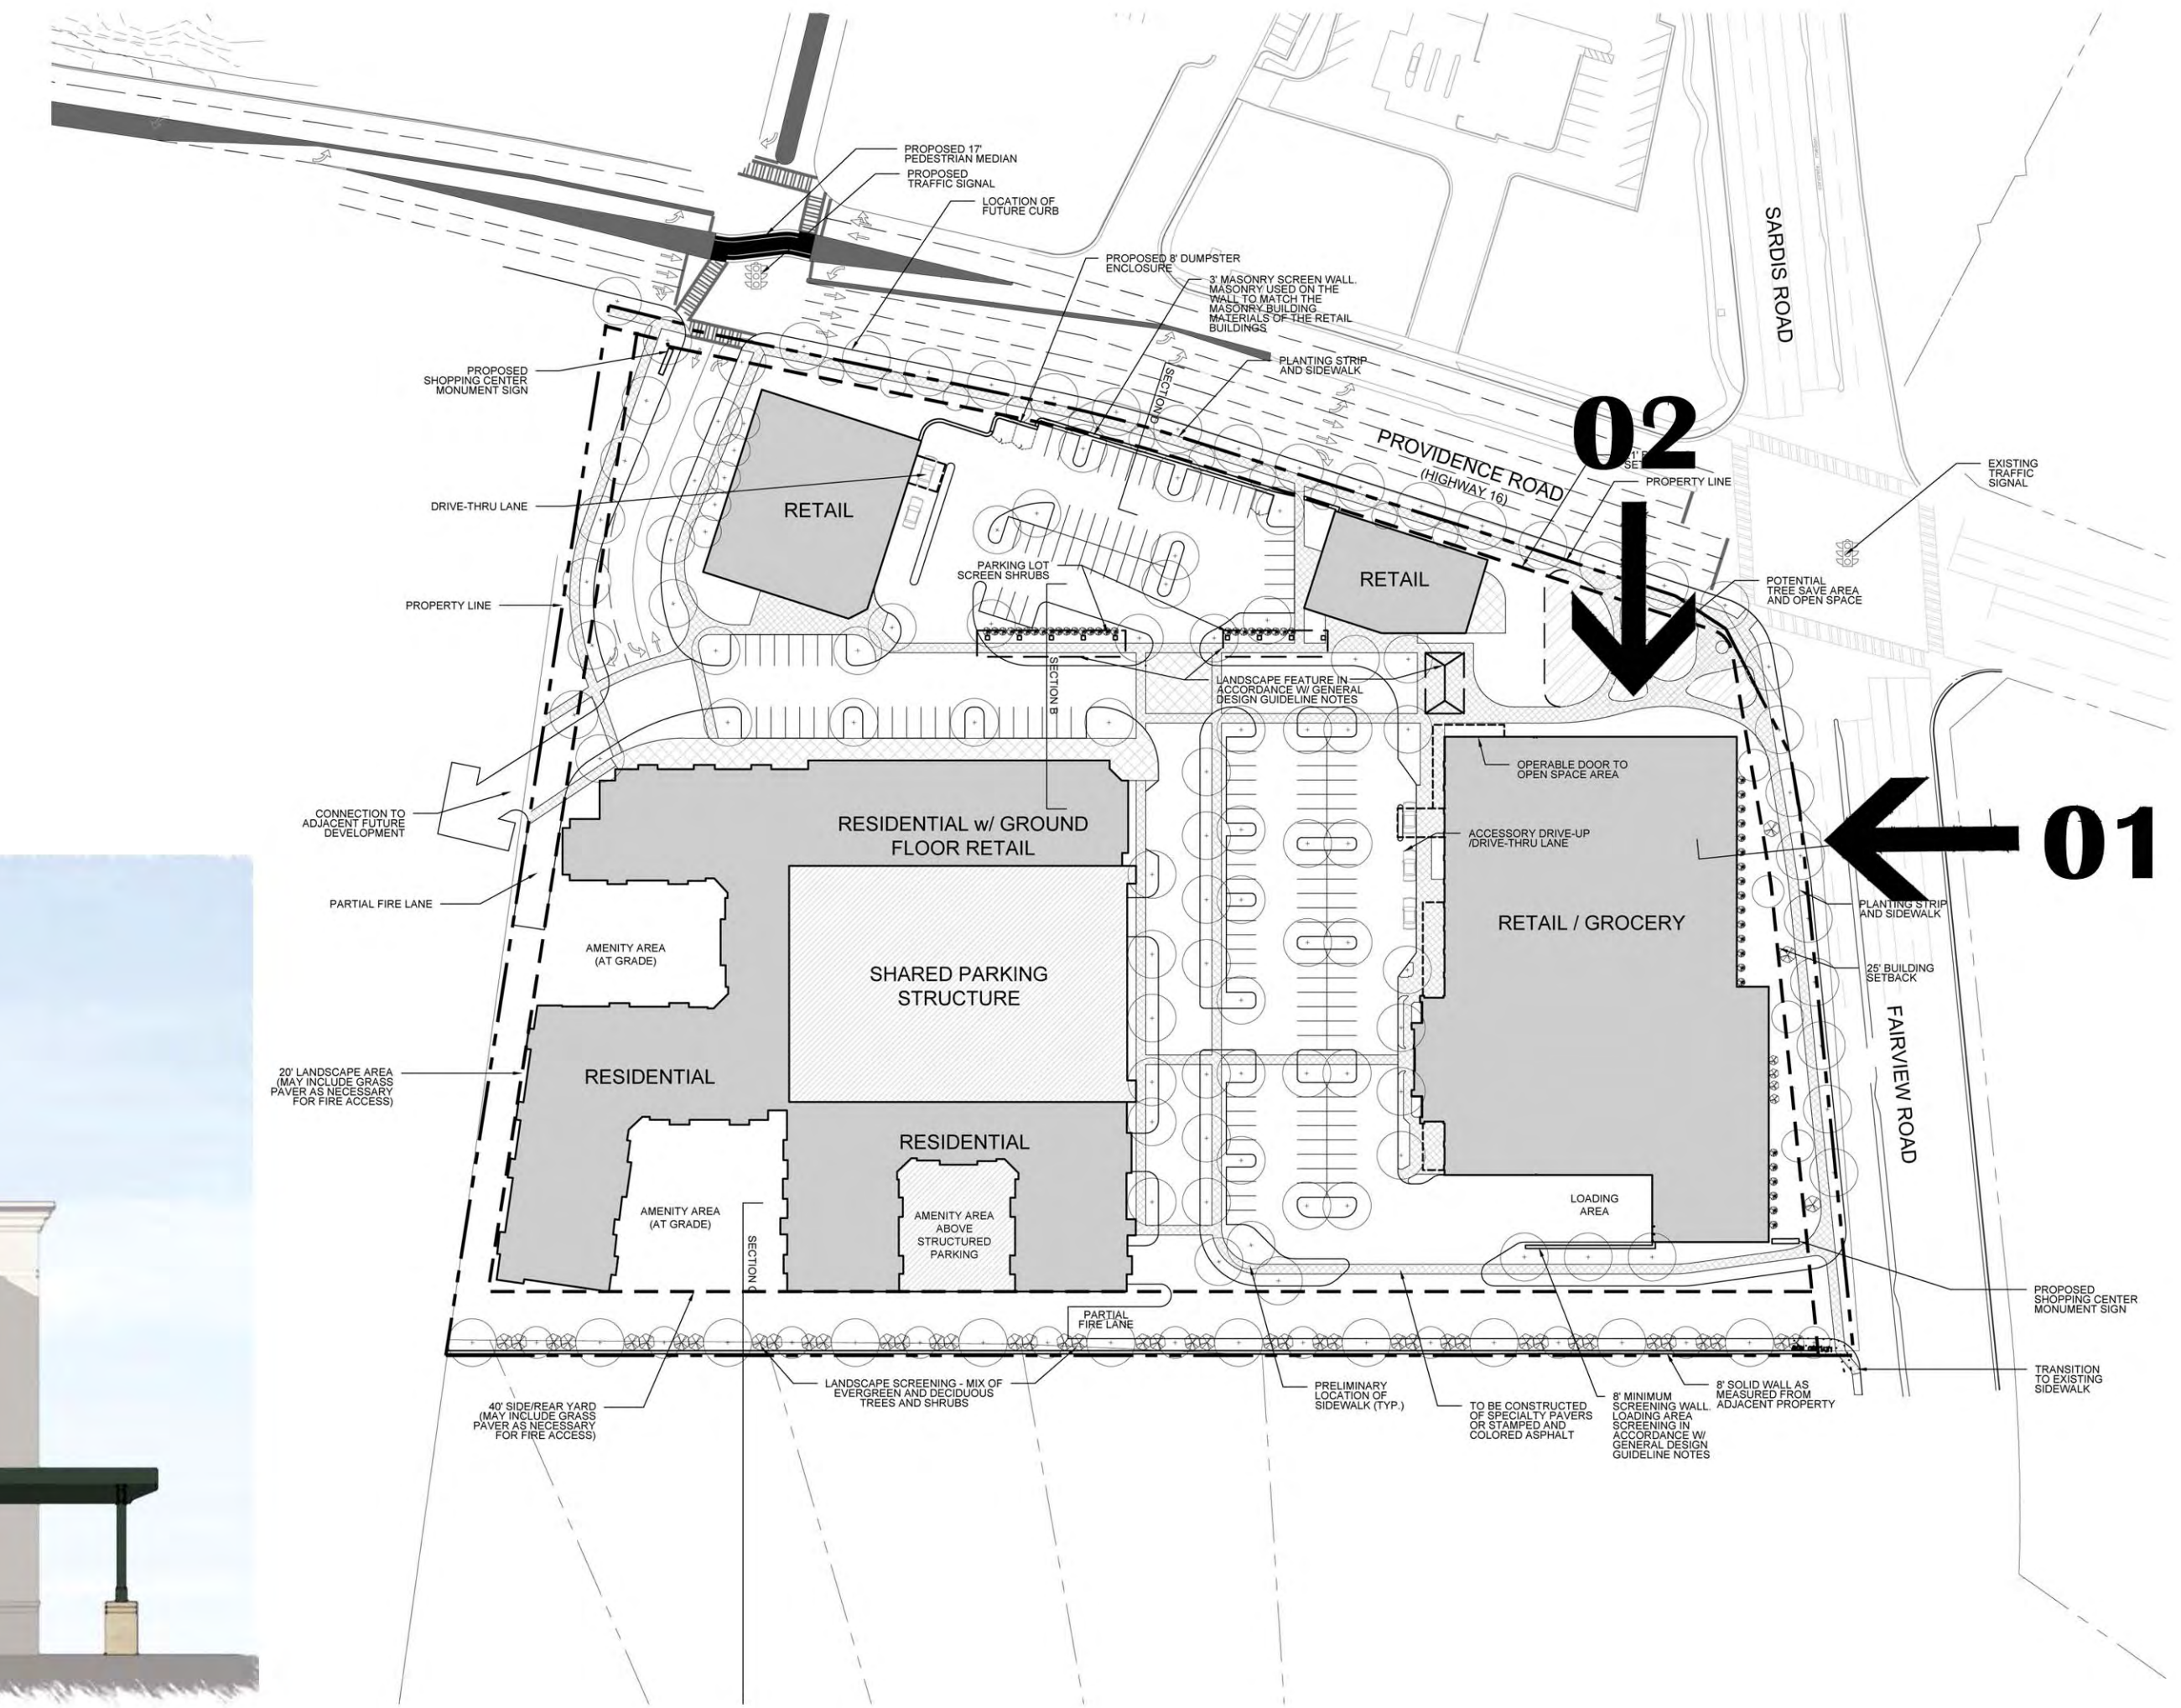 PROPOSED 17'
PEDESTRIAN MEDIAN
PROPOSED
TRAFFIC SIGNAL
LOCATION OF
FUTURE CURB
SARDIS ROAD
PROPOSED 8' DUMPSTER
ENCLOSURE
3' MASONRY SCREEN WALL.
MASONRY USED ON THE
WALL TO MATCH THE
MASONRY BUILDING
MATERIALS OF THE RETAIL
BUILDINGS
PLANTING STRIP
AND SIDEWALK
PROPOSED
SHOPPING CENTER
MONUMENT SIGN
SECTION D
02
PROVIDENCE ROAD
(HIGHWAY 16)
PROPERTY LINE
EXISTING
TRAFFIC
SIGNAL
DRIVE-THRU LANE
RETAIL
PARKING LOT
SCREEN SHRUBS
RETAIL
POTENTIAL
TREE SAVE AREA
AND OPEN SPACE
PROPERTY LINE
SECTION B
LANDSCAPE FEATURE IN
ACCORDANCE W/ GENERAL
DESIGN GUIDELINE NOTES
OPERABLE DOOR TO
OPEN SPACE AREA
CONNECTION TO
ADJACENT FUTURE
DEVELOPMENT
RESIDENTIAL w/ GROUND
FLOOR RETAIL
ACCESSORY DRIVE-UP
/DRIVE-THRU LANE
01
PARTIAL FIRE LANE
RETAIL / GROCERY
PLANTING STRIP
AND SIDEWALK
AMENITY AREA
(AT GRADE)
SHARED PARKING
STRUCTURE
25' BUILDING
SETBACK
FAIRVIEW ROAD
20' LANDSCAPE AREA
(MAY INCLUDE GRASS
PAVER AS NECESSARY
FOR FIRE ACCESS)
RESIDENTIAL
RESIDENTIAL
AMENITY AREA
(AT GRADE)
AMENITY AREA
ABOVE
STRUCTURED
PARKING
LOADING
AREA
SECTION C
PROPOSED
SHOPPING CENTER
MONUMENT SIGN
PARTIAL
FIRE LANE
TRANSITION
TO EXISTING
SIDEWALK
40' SIDE/REAR YARD
(MAY INCLUDE GRASS
PAVER AS NECESSARY
FOR FIRE ACCESS)
LANDSCAPE SCREENING - MIX OF
EVERGREEN AND DECIDUOUS
TREES AND SHRUBS
PRELIMINARY
LOCATION OF
SIDEWALK (TYP.)
TO BE CONSTRUCTED
OF SPECIALTY PAVERS
OR STAMPED AND
COLORED ASPHALT
8' MINIMUM
SCREENING WALL.
LOADING AREA
SCREENING IN
ACCORDANCE W/
GENERAL DESIGN
GUIDELINE NOTES
8' SOLID WALL AS
MEASURED FROM
ADJACENT PROPERTY